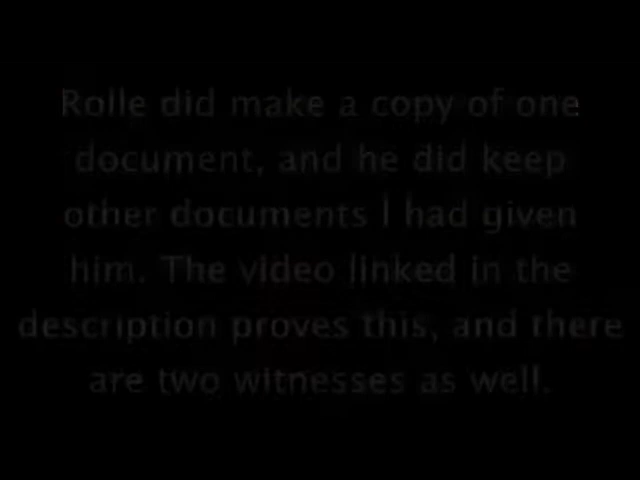 Rolle did make a copy of one
document, and he did keep
other documents I had given
him. The video linked in the
description proves this, and there
are two witnesses as well.